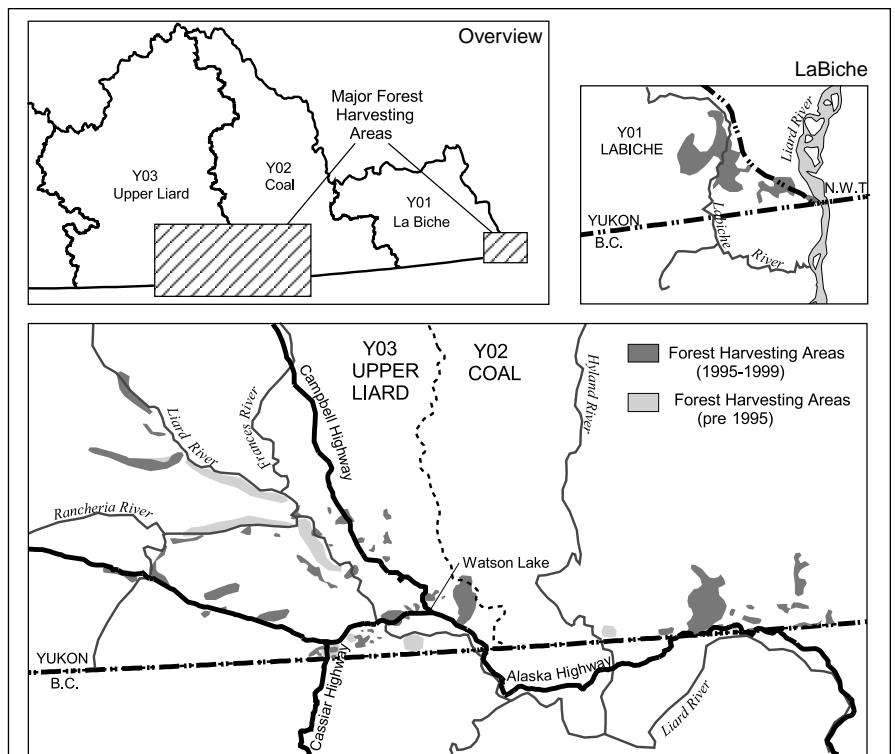 Overview
Y03
Upper Liard
Y02
Coal
Major Forest
Harvesting
Areas
Y01
La Biche
LaBiche
Y01
LABICHE
Liard River
N.W.T.
YUKON
B.C.
Labiche
River
Y03
UPPER
LIARD
Y02
COAL
Forest Harvesting Areas
(1995-1999)
Forest Harvesting Areas
(pre 1995)
Campbell Highway
Frances River
Liard River
Hyland River
Rancheria River
Watson Lake
YUKON
B.C.
Cassiar Highway
Alaska Highway
Liard River